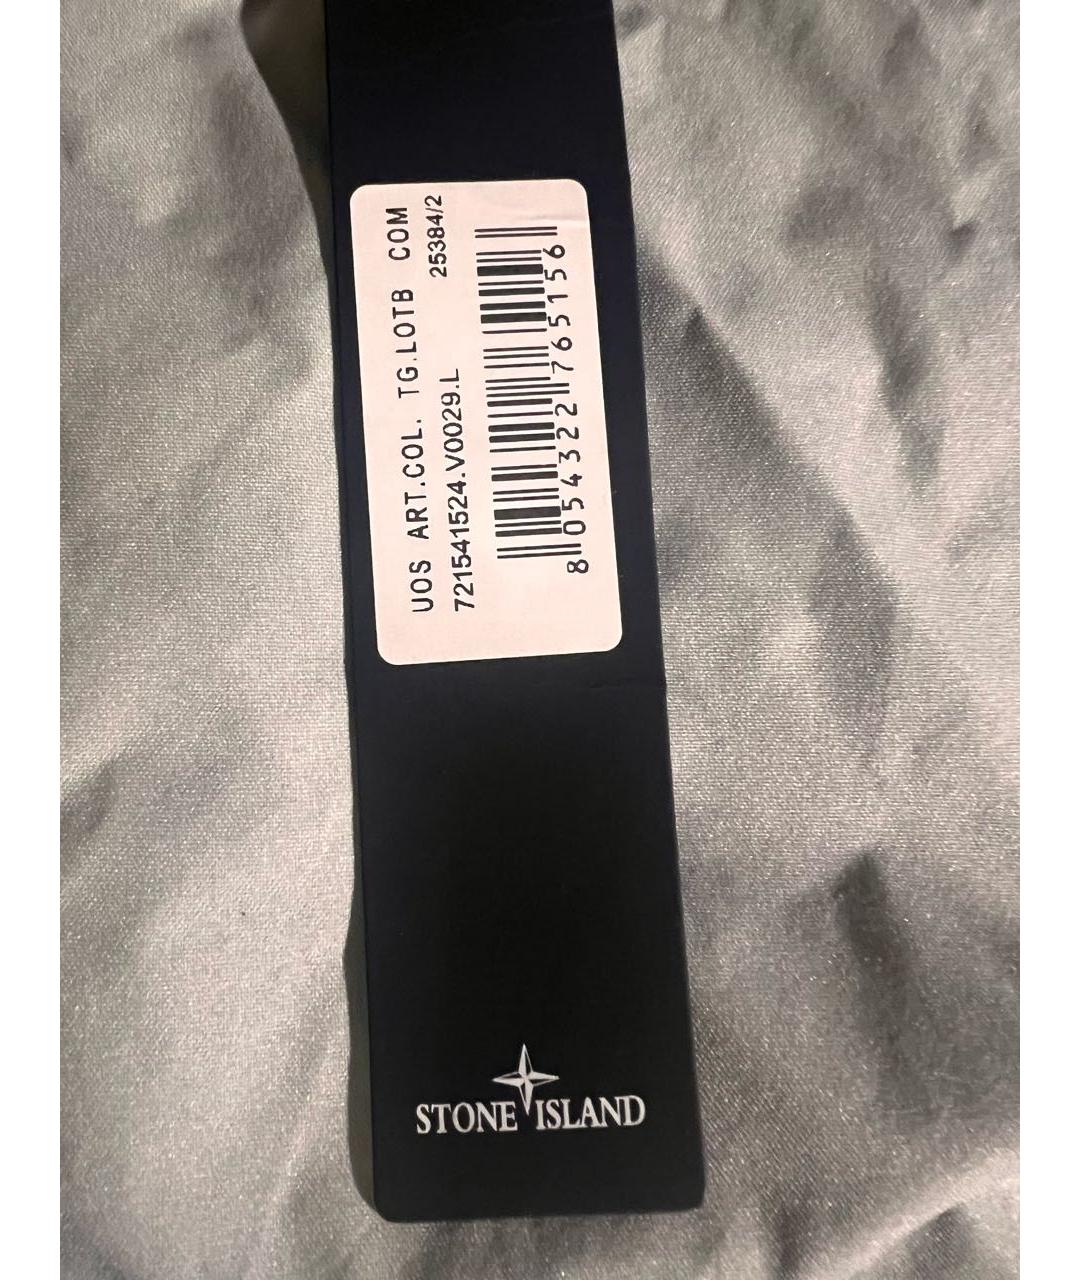 UOS ART.COL. TG.LOTB COM
721541524.V0029.L 25384/2
8 054322 765156
STONE ISLAND